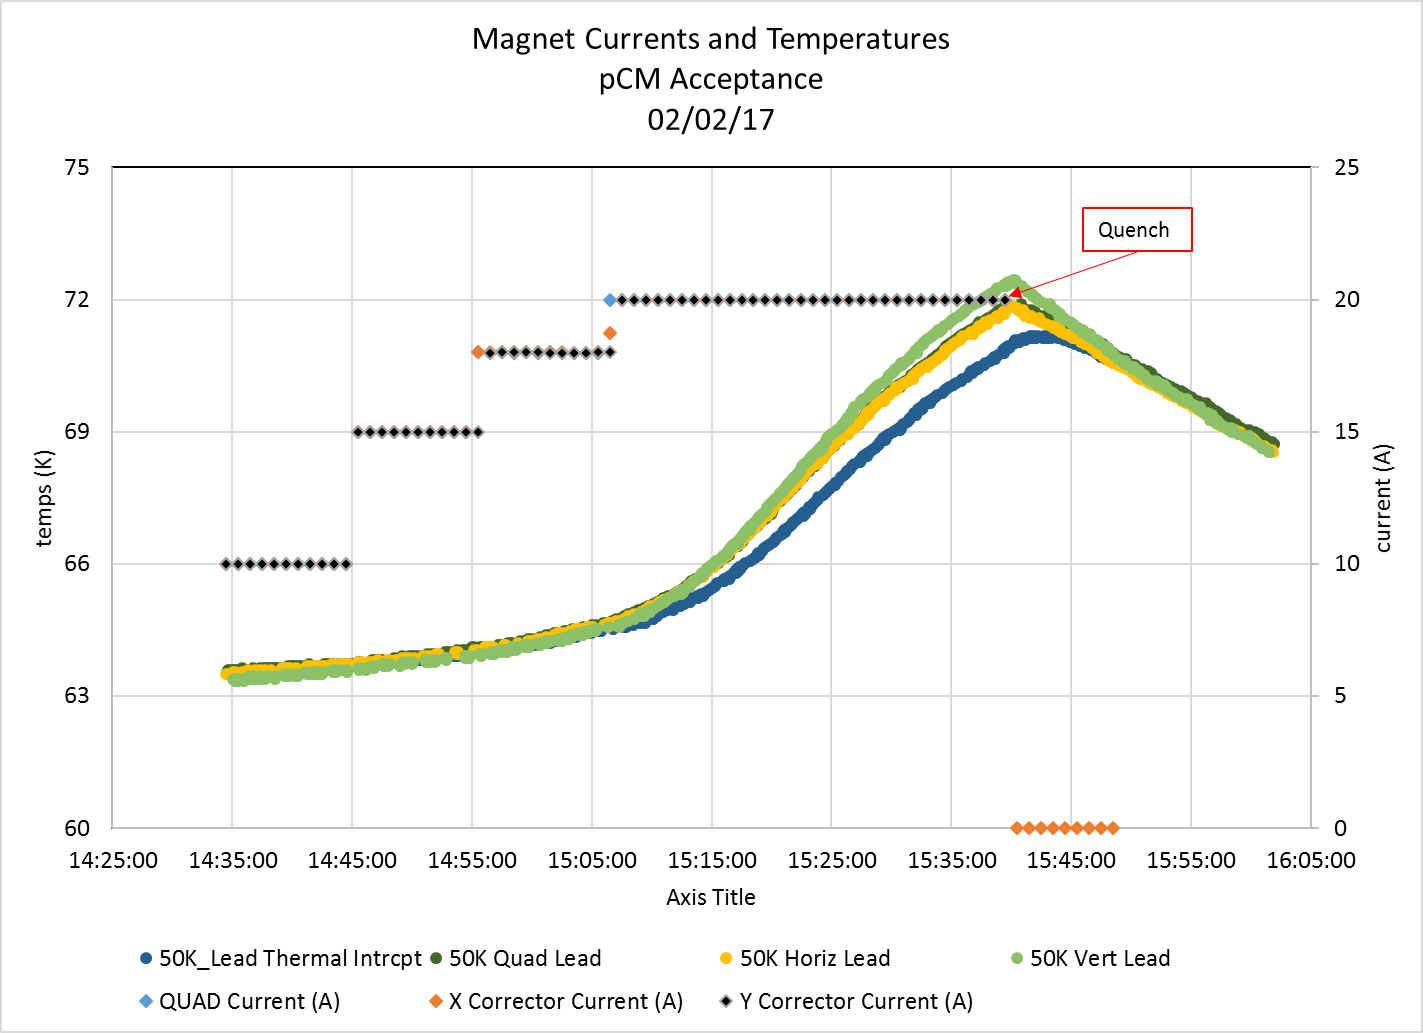 Magnet Currents and Temperatures
pCM Acceptance
02/02/17
75
72
69
66
63
60
temps (K)
25
20
15
10
5
0
current (A)
Quench
14:25:00 14:35:00 14:45:00 14:55:00 15:05:00 15:15:00 15:25:00 15:35:00 15:45:00 15:55:00 16:05:00
Axis Title
50K_Lead Thermal Intrcpt 50K Quad Lead 50K Horiz Lead 50K Vert Lead
QUAD Current (A) X Corrector Current (A) Y Corrector Current (A)